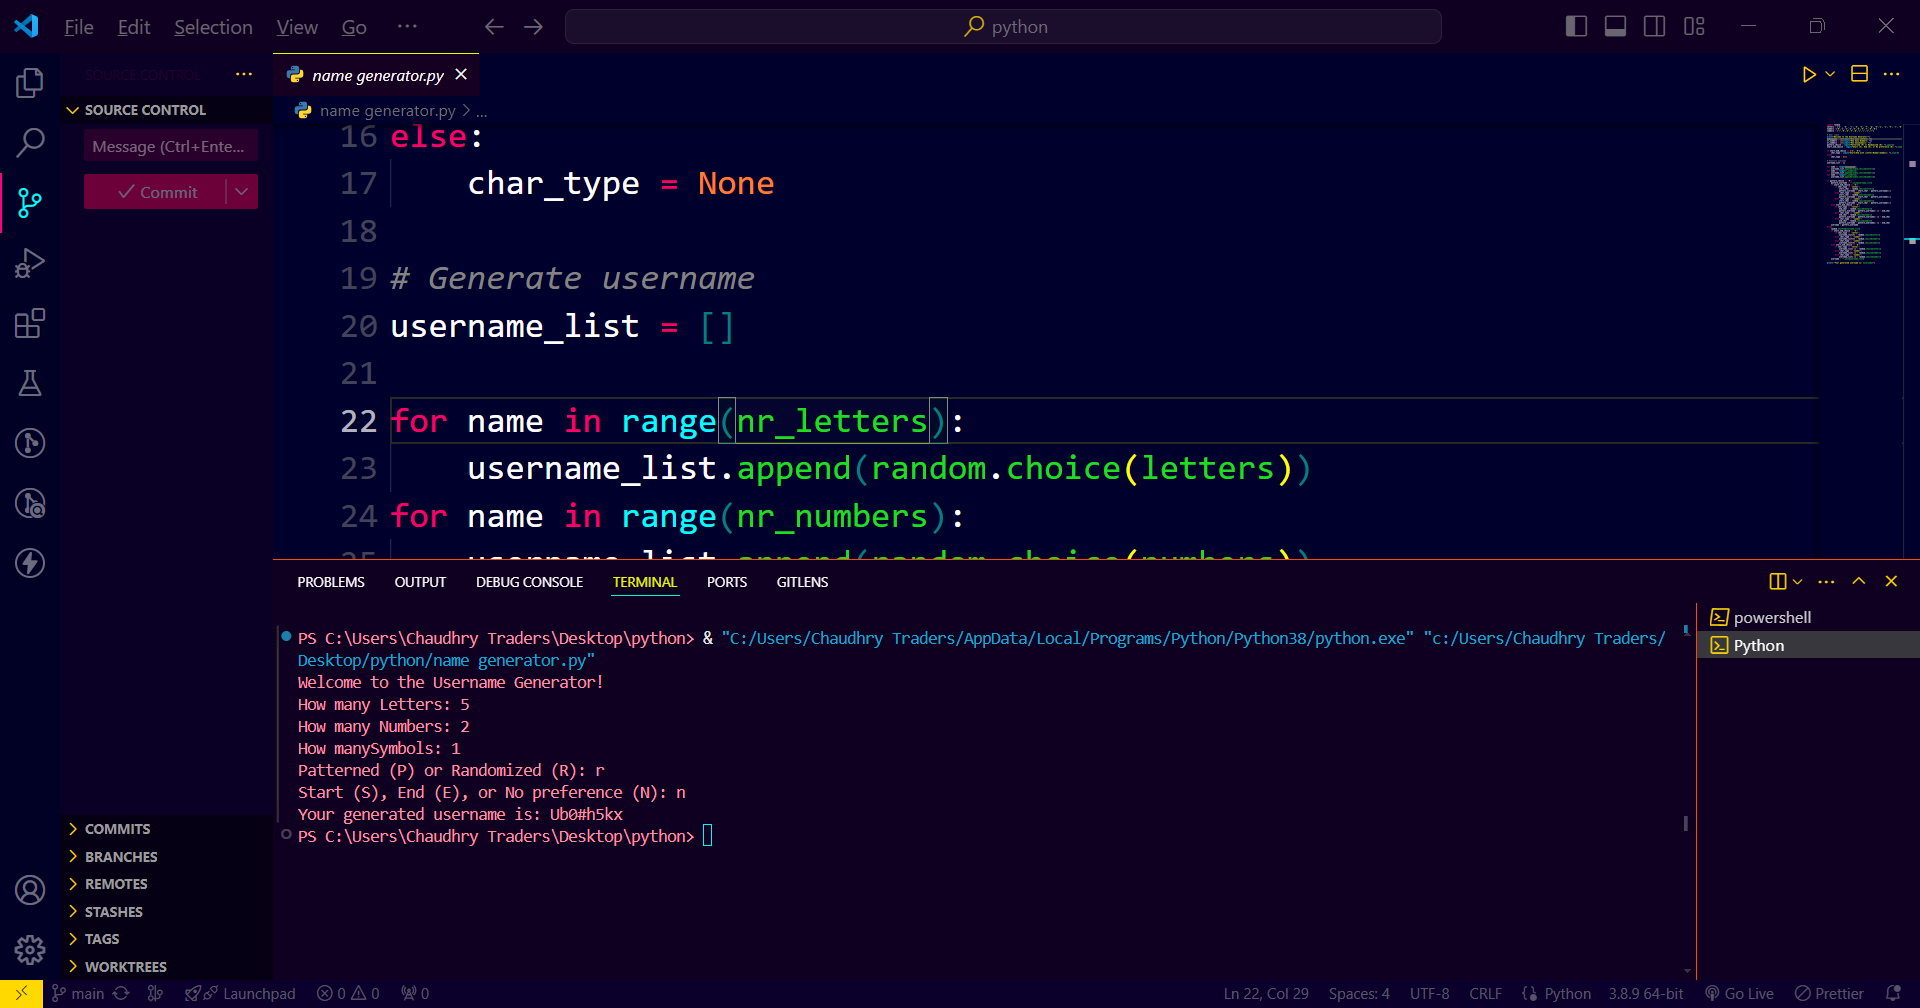 File Edit Selection View Go ··· python
SOURCE CONTROL ···
name generator.py
SOURCE CONTROL
name generator.py > ...
Message (Ctrl+Ente...
Commit
16 else:
17 char_type = None
18
19 # Generate username
20 username_list = []
21
22 for name in range(nr_letters):
23 username_list.append(random.choice(letters))
24 for name in range(nr_numbers):
25 username_list.append(random.choice(numbers))
PROBLEMS OUTPUT DEBUG CONSOLE TERMINAL PORTS GITLENS
PS C:\Users\Chaudhry Traders\Desktop\python> & "C:/Users/Chaudhry Traders/AppData/Local/Programs/Python/Python38/python.exe" "c:/Users/Chaudhry Traders/
Desktop/python/name generator.py"
Welcome to the Username Generator!
How many Letters: 5
How many Numbers: 2
How manySymbols: 1
Patterned (P) or Randomized (R): r
Start (S), End (E), or No preference (N): n
Your generated username is: Ub0#h5kx
PS C:\Users\Chaudhry Traders\Desktop\python>
powershell
Python
COMMITS
BRANCHES
REMOTES
STASHES
TAGS
WORKTREES
main Launchpad 0 0 0 Ln 22, Col 29 Spaces: 4 UTF-8 CRLF Python 3.8.9 64-bit Go Live Prettier